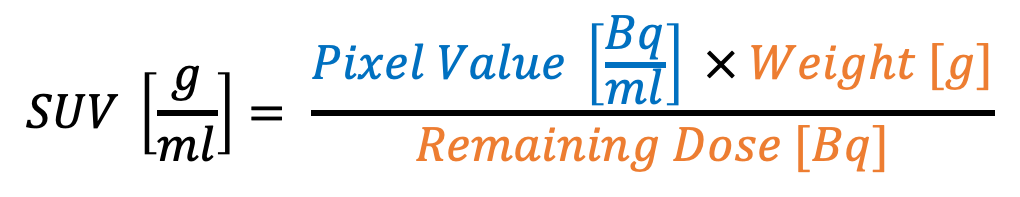 SUV [g/ml] = Pixel Value [Bq/ml] × Weight [g]
Remaining Dose [Bq]